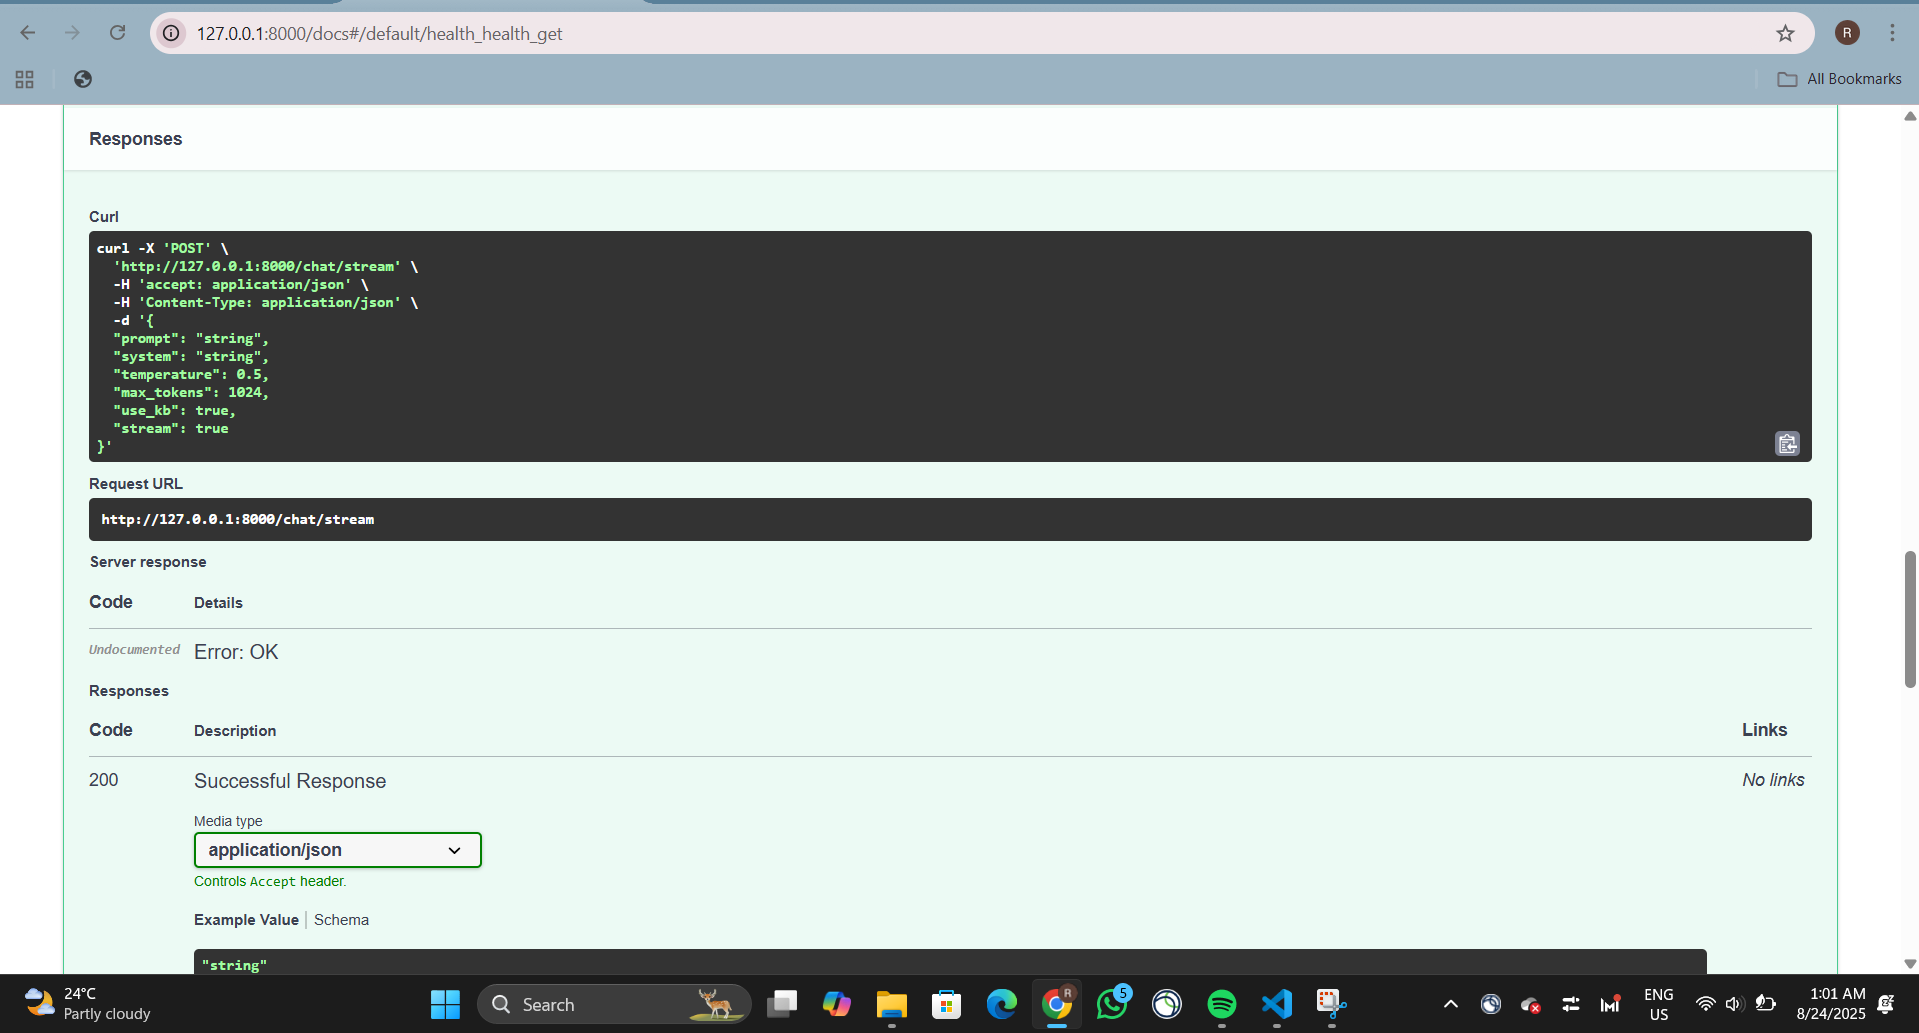 127.0.0.1:8000/docs#/default/health_health_get
R
All Bookmarks
Responses
Curl
curl -X 'POST' \
'http://127.0.0.1:8000/chat/stream' \
-H 'accept: application/json' \
-H 'Content-Type: application/json' \
-d '{
"prompt": "string",
"system": "string",
"temperature": 0.5,
"max_tokens": 1024,
"use_kb": true,
"stream": true
}'
Request URL
http://127.0.0.1:8000/chat/stream
Server response
Code Details
Undocumented Error: OK
Responses
Code Description Links
200 Successful Response No links
Media type
application/json
Controls Accept header.
Example Value | Schema
"string"
24°C
Partly cloudy
Search
R
5
ENG
US
1:01 AM
8/24/2025